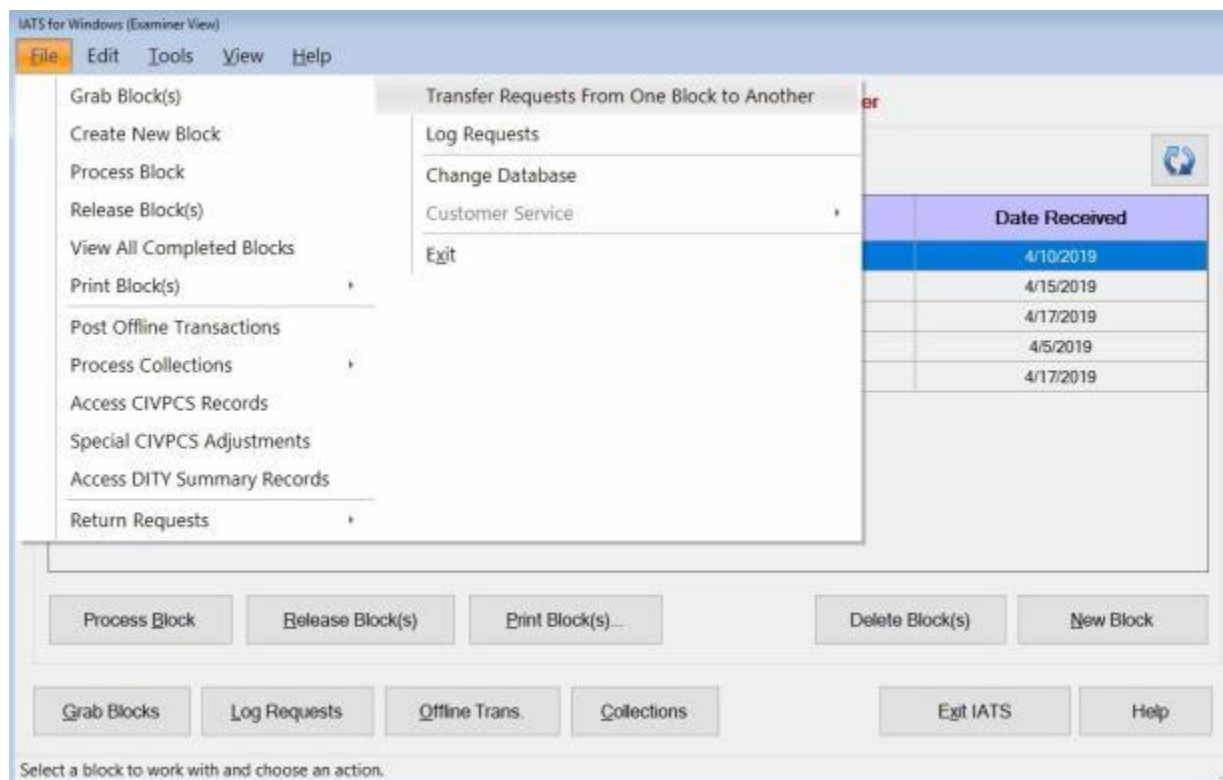 IATS for Windows (Examiner View)
File Edit Tools View Help
Grab Block(s)
Create New Block
Process Block
Release Block(s)
View All Completed Blocks
Print Block(s)
Post Offline Transactions
Process Collections
Access CIVPCS Records
Special CIVPCS Adjustments
Access DITY Summary Records
Return Requests
Transfer Requests From One Block to Another
Log Requests
Change Database
Customer Service
Exit
er
Date Received
4/10/2019
4/15/2019
4/17/2019
4/5/2019
4/17/2019
Process Block Release Block(s) Print Block(s)... Delete Block(s) New Block
Grab Blocks Log Requests Offline Trans. Collections Exit IATS Help
Select a block to work with and choose an action.